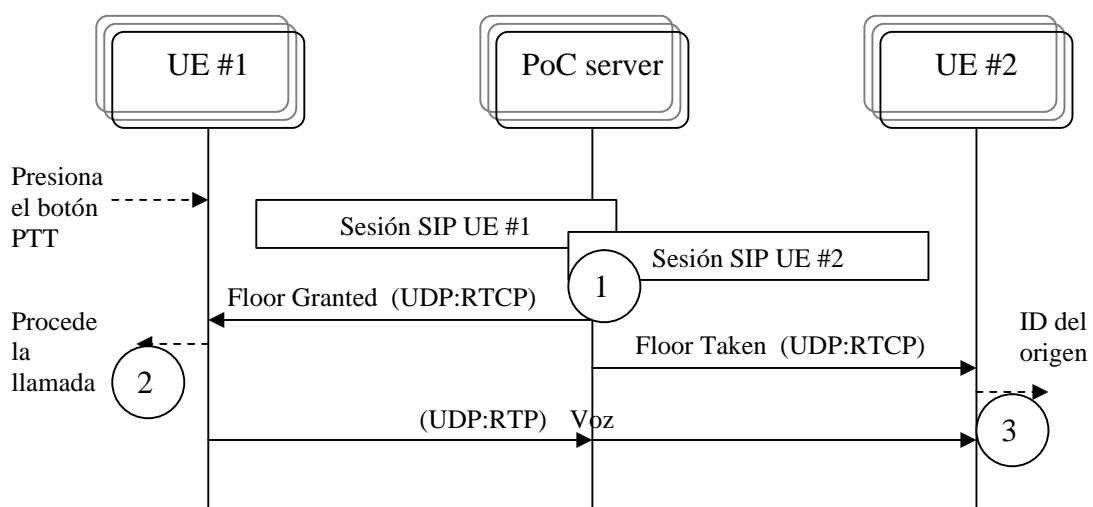 UE #1
PoC server
UE #2
Presiona
el botón
PTT
Sesión SIP UE #1
Sesión SIP UE #2
1
Floor Granted (UDP:RTCP)
Procede
la
llamada
2
Floor Taken (UDP:RTCP)
ID del
origen
(UDP:RTP) Voz
3